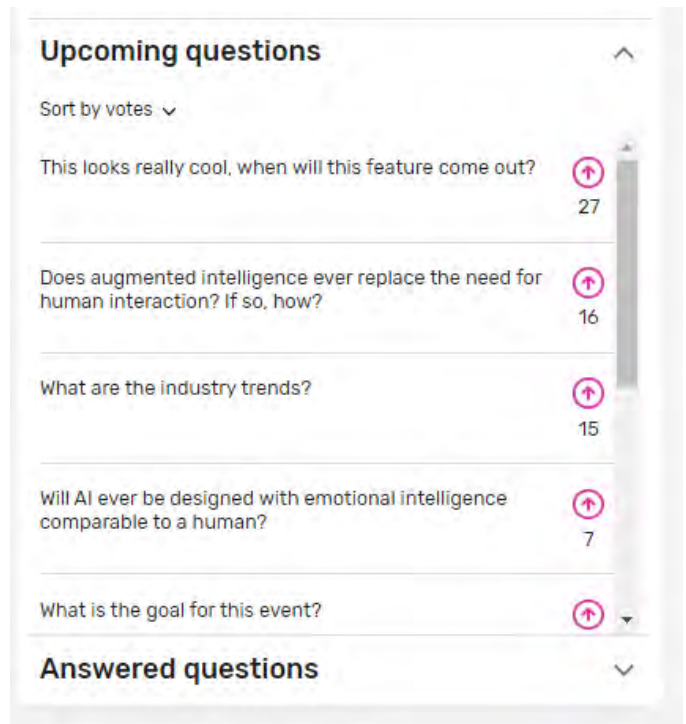 Upcoming questions
Sort by votes
This looks really cool, when will this feature come out?
27
Does augmented intelligence ever replace the need for
human interaction? If so, how?
16
What are the industry trends?
15
Will AI ever be designed with emotional intelligence
comparable to a human?
7
What is the goal for this event?
Answered questions